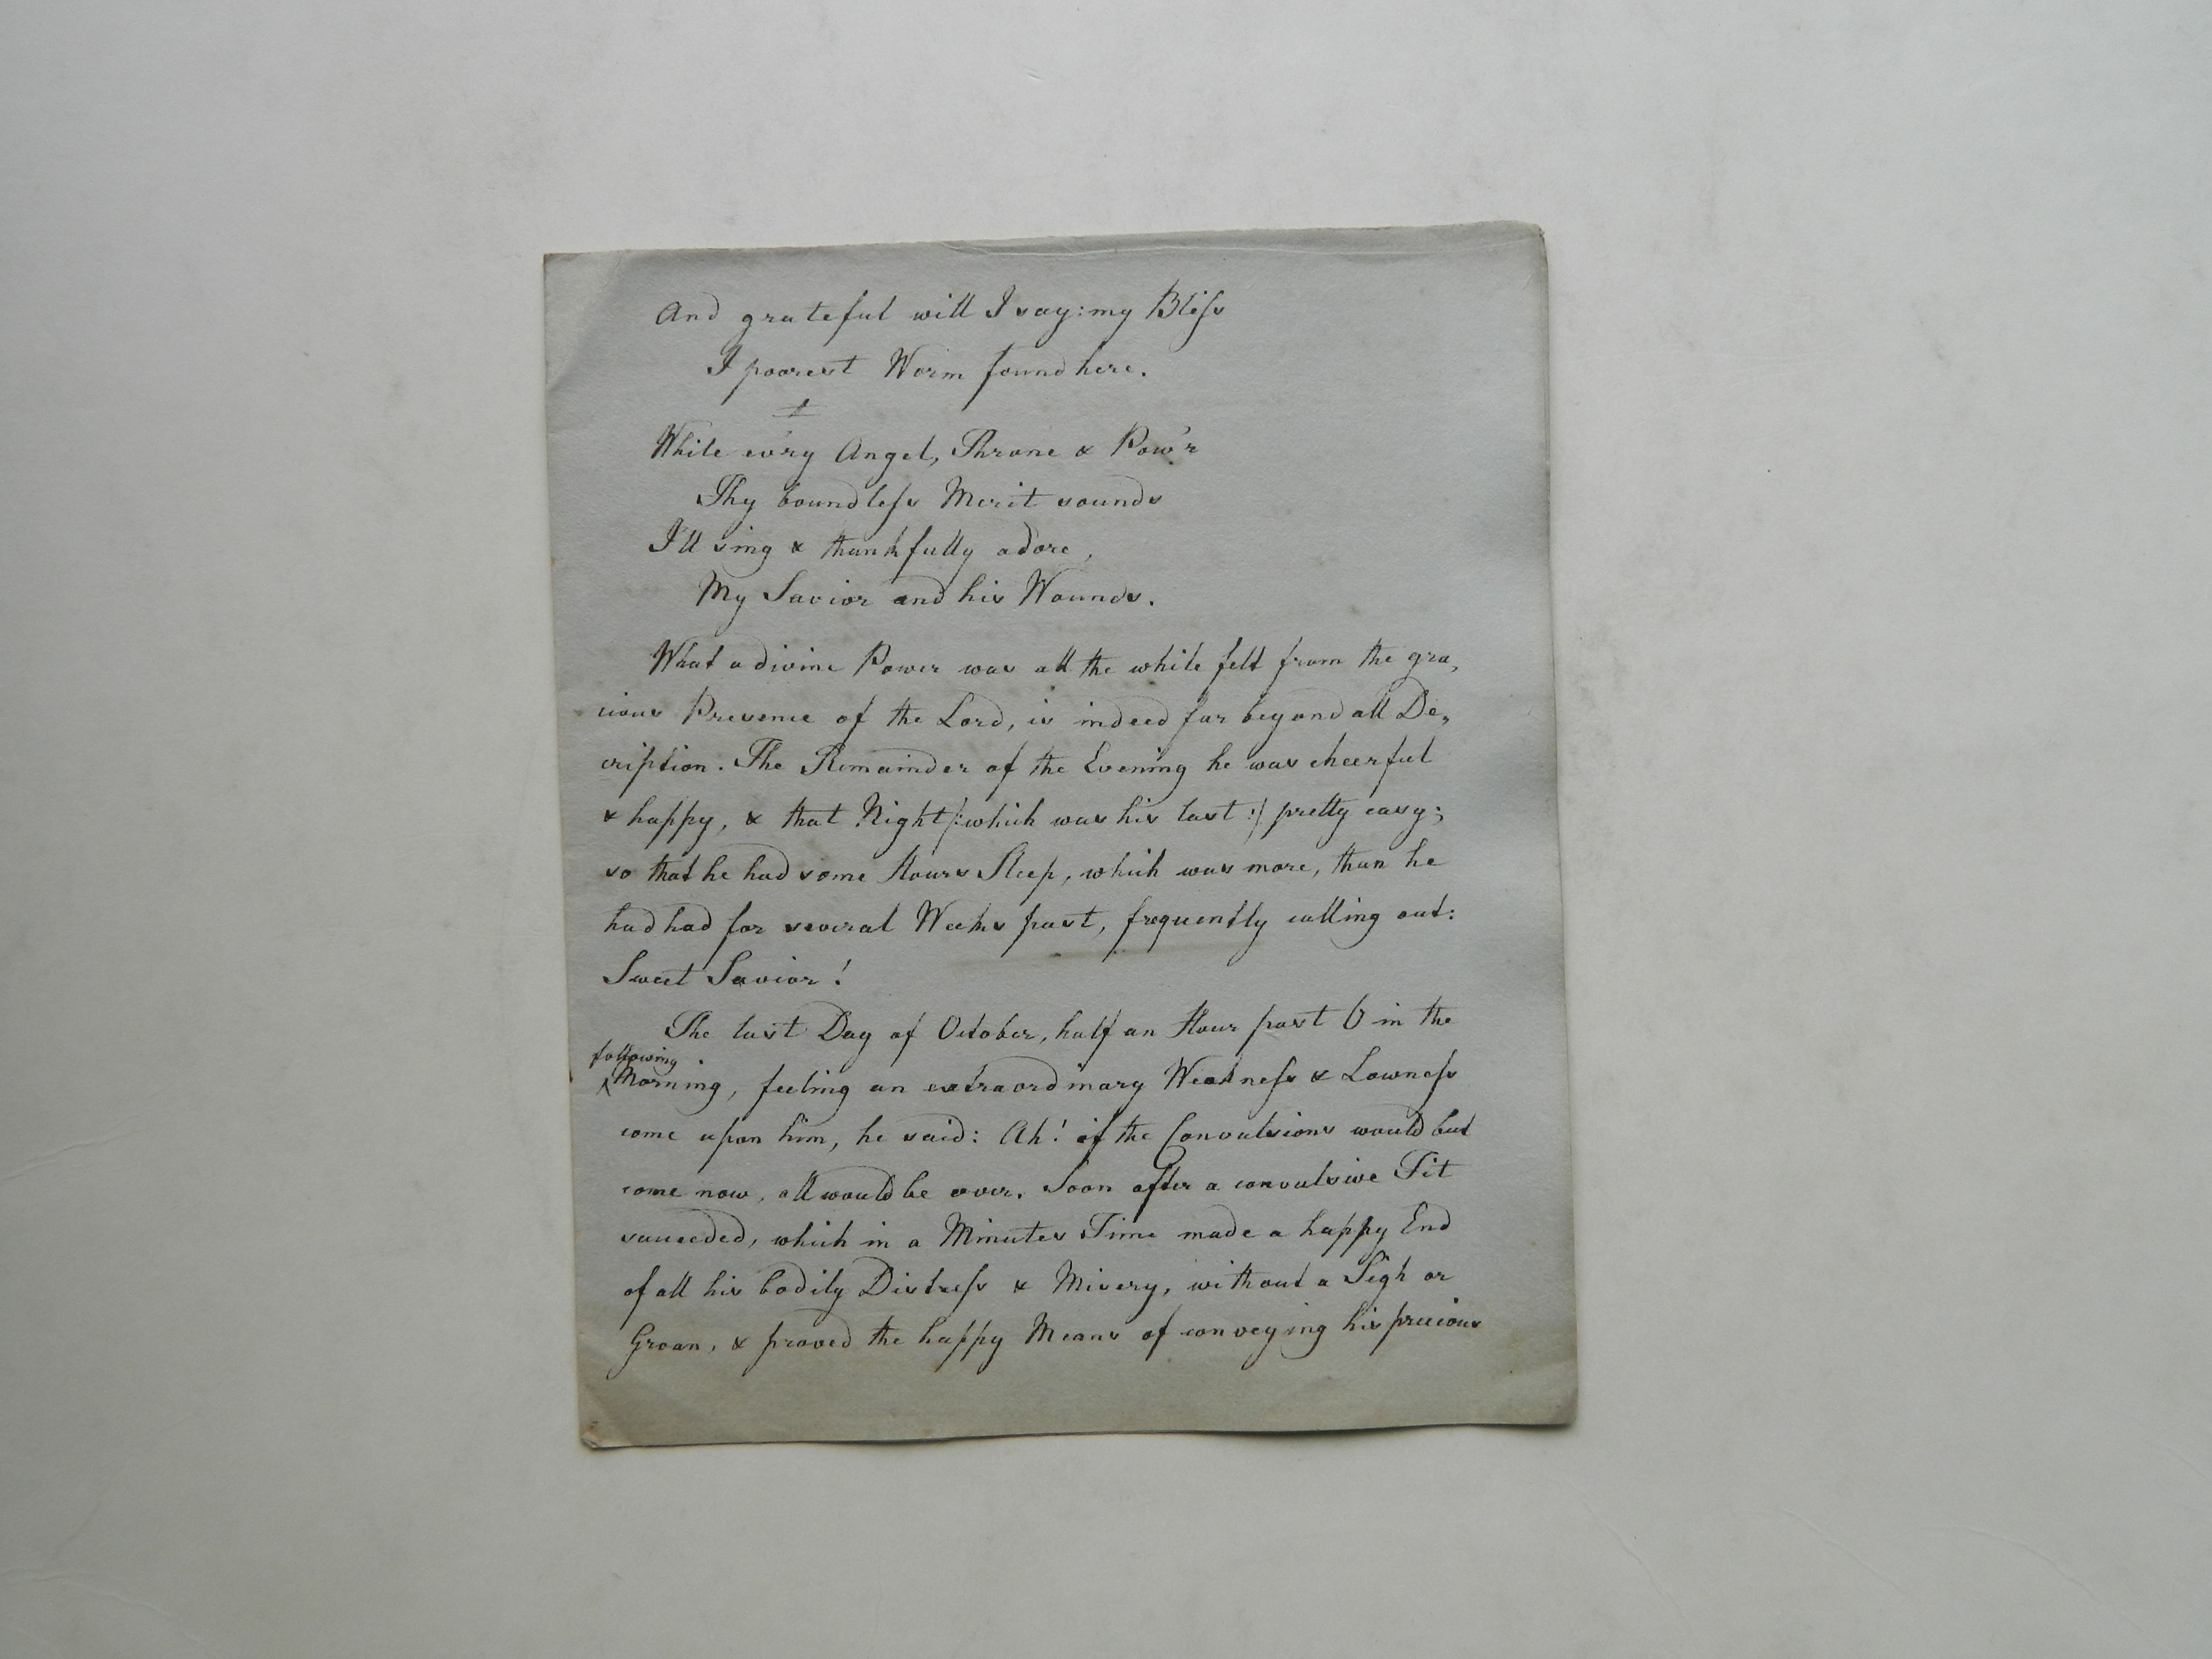 And grateful will I say: my Bliss
I poorest Worm found here.
While ev'ry Angel, Throne & Pow'r
Thy boundless Merit sounds
I'll sing & thankfully adore,
My Savior and his Wounds.
What a divine Power was all the while felt from the gra„
cious Presence of the Lord, is indeed far beyond all De„
cription. The Remainder of the Evening he was cheerful
& happy, & that Night /: which was his last :/ pretty easy;
so that he had some Hours Sleep, which was more, than he
had had for several Weeks past, frequently calling out:
Sweet Savior!
The last Day of October, half an Hour past 6 in the
following
Morning, feeling an extraordinary Weakness & Lowness
come upon him, he said: Ah! if the Convulsions would but
come now, all would be over. Soon after a convulsive Fit
succeeded, which in a Minutes Time made a happy End
of all his bodily Distress & Misery, without a Sigh or
Groan, & proved the happy Means of conveying his precious